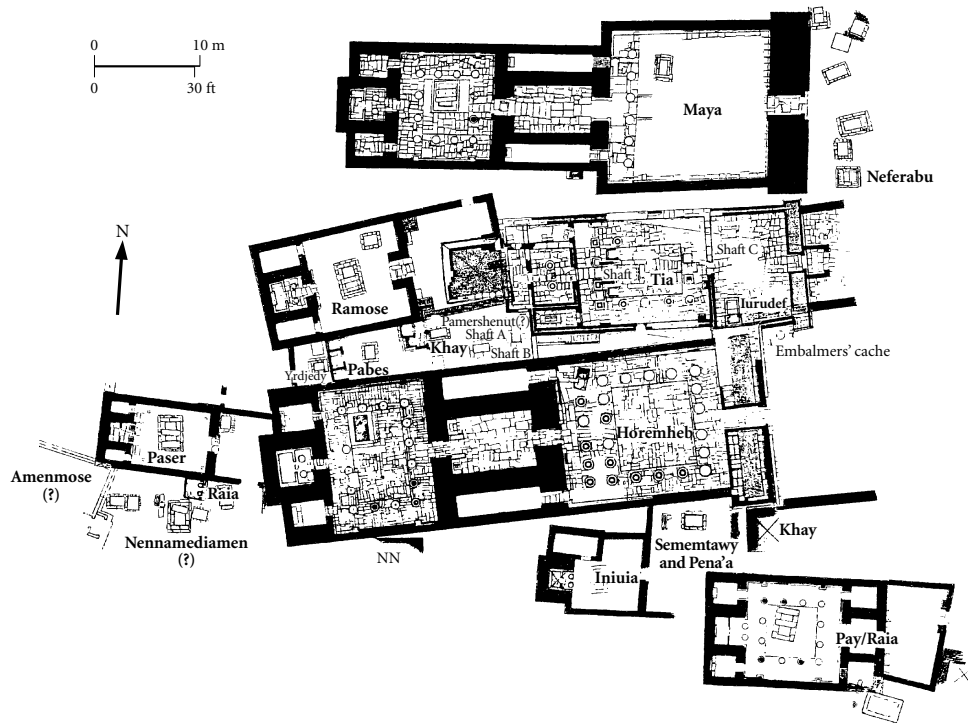 0 10 m
0 30 ft
N
Maya
Neferabu
Shaft C
Shaft
Tia
Ramose
Iurudef
Pamershenut(?)
Shaft A
Khay
Shaft B
Embalmers' cache
Yrdjedy
Pabes
Horemheb
Paser
Amenmose
(?)
Raia
Nennamediamen
(?)
NN
Khay
Sememtawy
and Pena'a
Iniuia
Pay/Raia